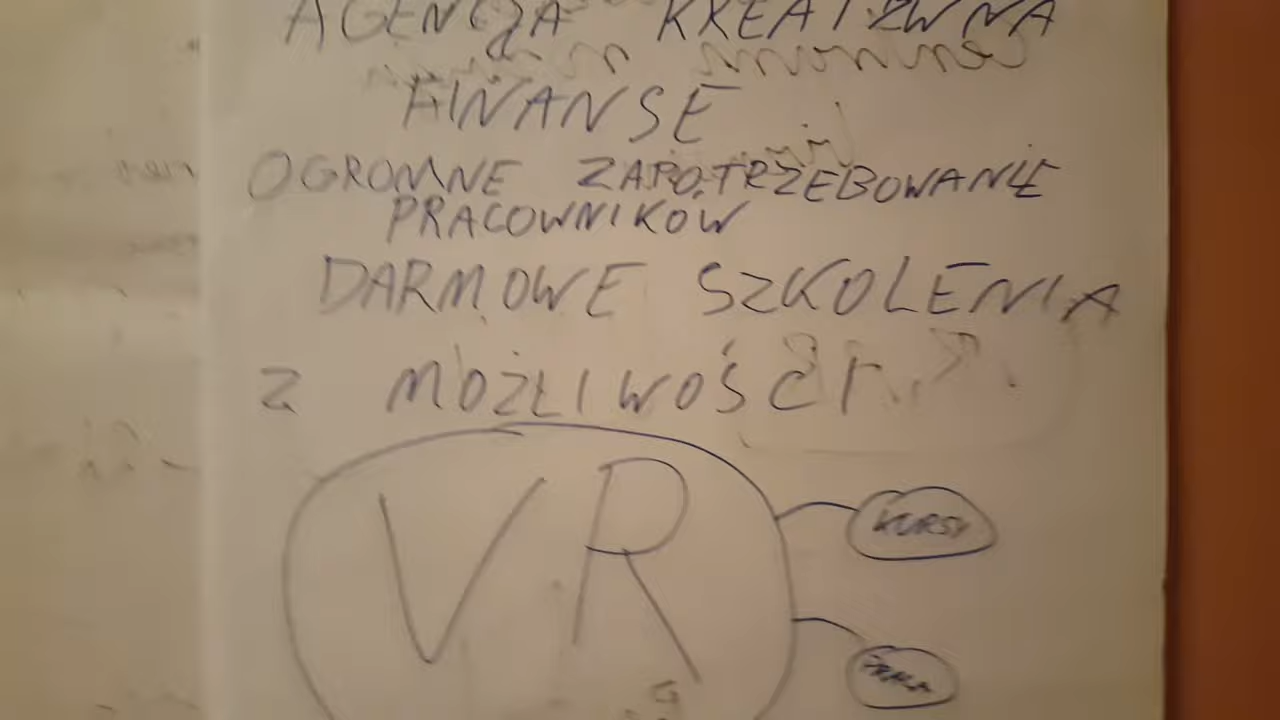 AGENCJA KREATYWNA
FINANSE
OGROMNE ZAPOTRZEBOWANIE
PRACOWNIKÓW
DARMOWE SZKOLENIA
Z MOŻLIWOŚCI
VR
KURSY